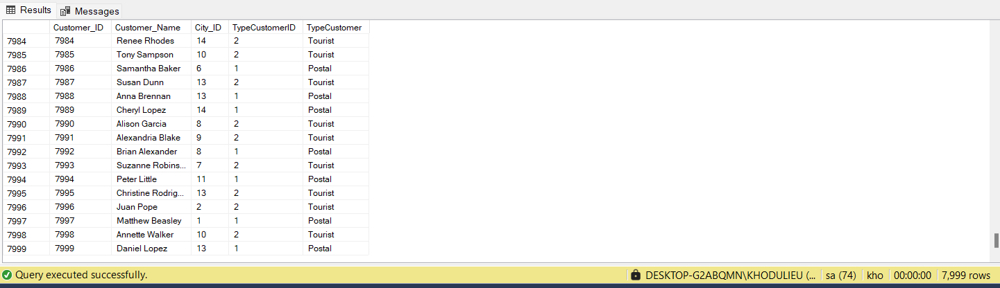 Results Messages
Customer_ID Customer_Name City_ID TypeCustomerID TypeCustomer
7984 7984 Renee Rhodes 14 2 Tourist
7985 7985 Tony Sampson 10 2 Tourist
7986 7986 Samantha Baker 6 1 Postal
7987 7987 Susan Dunn 13 2 Tourist
7988 7988 Anna Brennan 13 1 Postal
7989 7989 Cheryl Lopez 14 1 Postal
7990 7990 Alison Garcia 8 2 Tourist
7991 7991 Alexandria Blake 9 2 Tourist
7992 7992 Brian Alexander 8 1 Postal
7993 7993 Suzanne Robins... 7 2 Tourist
7994 7994 Peter Little 11 1 Postal
7995 7995 Christine Rodrig... 13 2 Tourist
7996 7996 Juan Pope 2 2 Tourist
7997 7997 Matthew Beasley 1 1 Postal
7998 7998 Annette Walker 10 2 Tourist
7999 7999 Daniel Lopez 13 1 Postal
Query executed successfully. DESKTOP-G2ABQMN\KHODULIEU (... sa (74) kho 00:00:00 7,999 rows